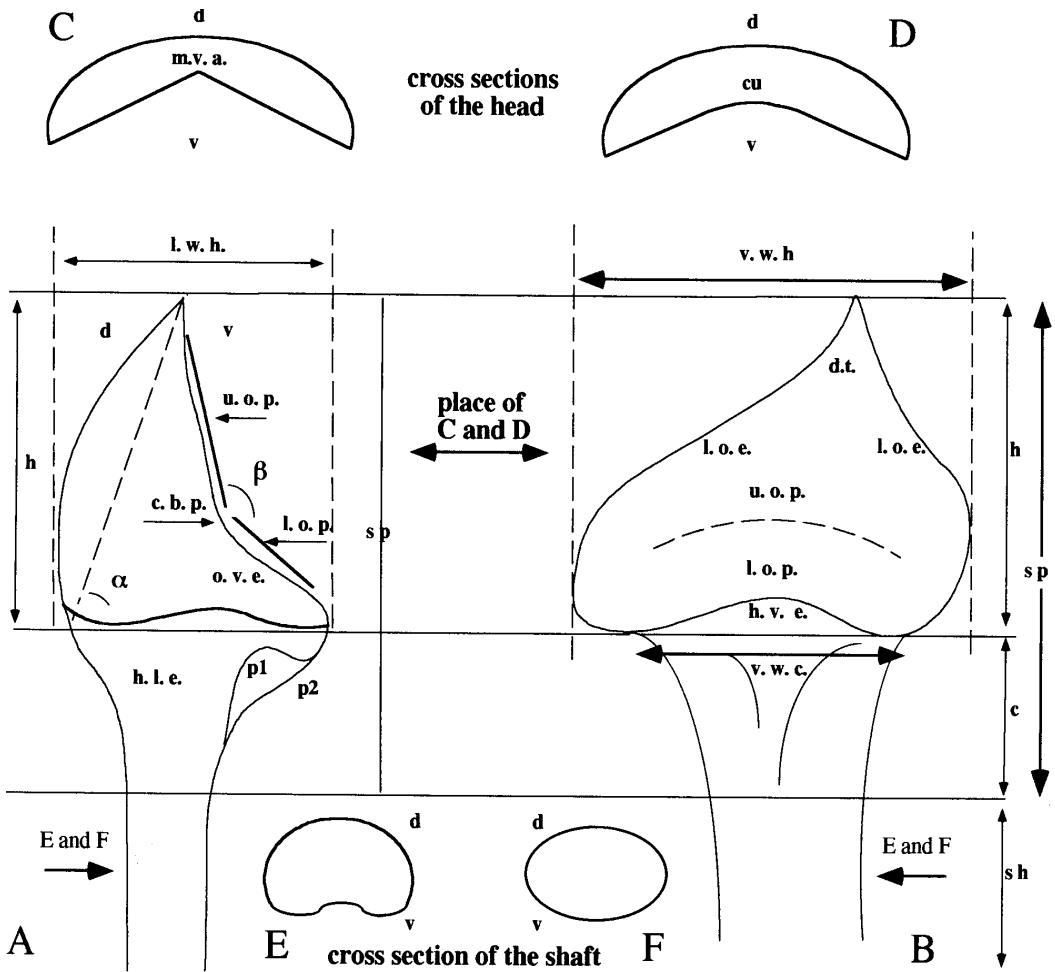 C
d
m.v. a.
v
cross sections
of the head
d
D
cu
v
l. w. h.
v. w. h
d
v
u. o. p.
β
h
c. b. p.
l. o. p.
s p
o. v. e.
α
place of
C and D
d.t.
l. o. e.
l. o. e.
h
u. o. p.
l. o. p.
h. v. e.
s p
h. l. e.
p1
p2
v. w. c.
c
E and F
d
d
E and F
s h
v
v
A
E
cross section of the shaft
F
B